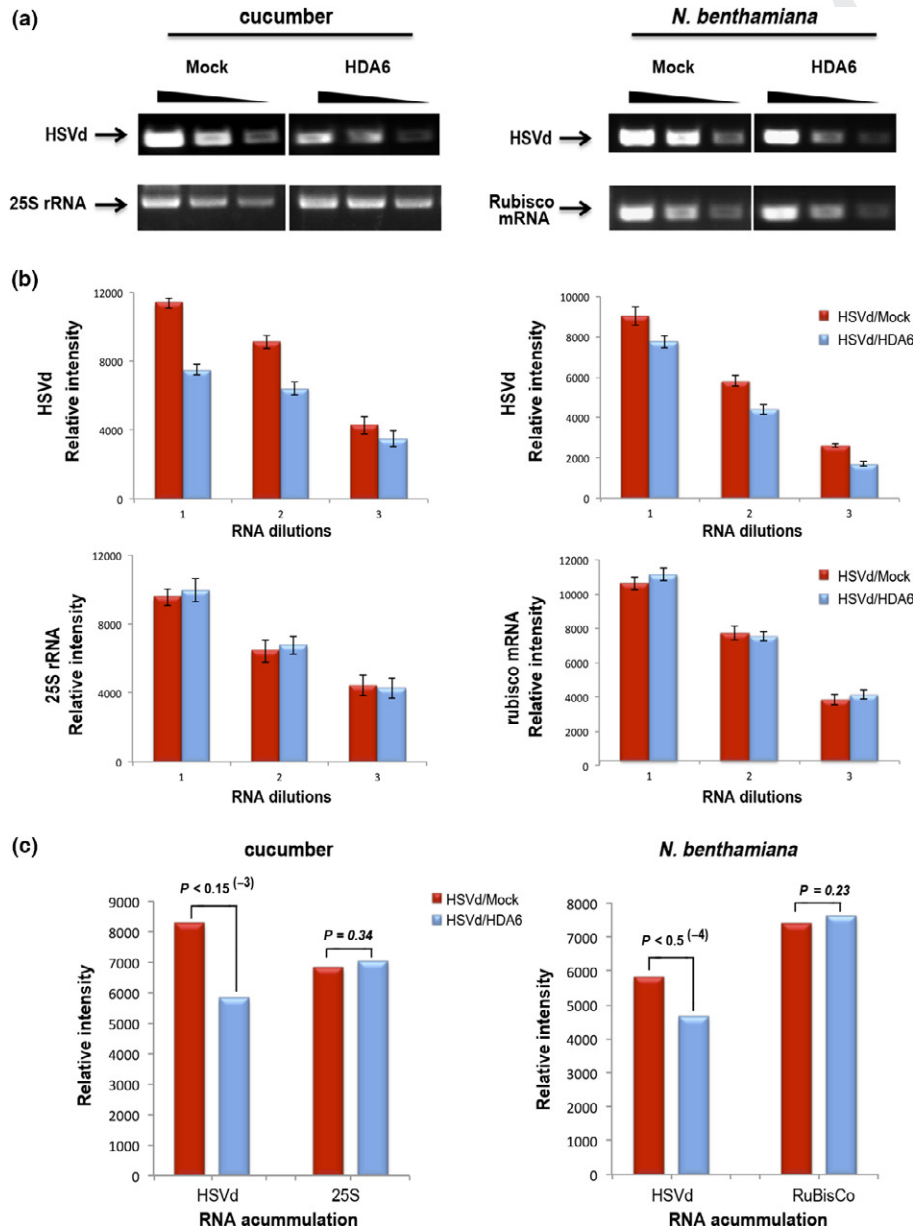 (a)
cucumber
N. benthamiana
Mock
HDA6
Mock
HDA6
HSVd
HSVd
25S rRNA
Rubisco
mRNA
(b)
12000
8000
4000
0
HSVd
Relative intensity
1
2
3
RNA dilutions
10000
8000
6000
4000
2000
0
HSVd
Relative intensity
HSVd/Mock
HSVd/HDA6
1
2
3
RNA dilutions
12000
8000
4000
0
25S rRNA
Relative intensity
1
2
3
RNA dilutions
12000
10000
8000
6000
4000
2000
0
rubisco mRNA
Relative intensity
HSVd/Mock
HSVd/HDA6
1
2
3
RNA dilutions
(c)
cucumber
9000
8000
7000
6000
5000
4000
3000
2000
1000
0
Relative intensity
P < 0.15 (–3)
P = 0.34
HSVd/Mock
HSVd/HDA6
HSVd
25S
RNA acummulation
N. benthamiana
8000
7000
6000
5000
4000
3000
2000
1000
0
Relative intensity
P < 0.5 (–4)
P = 0.23
HSVd
RuBisCo
RNA acummulation